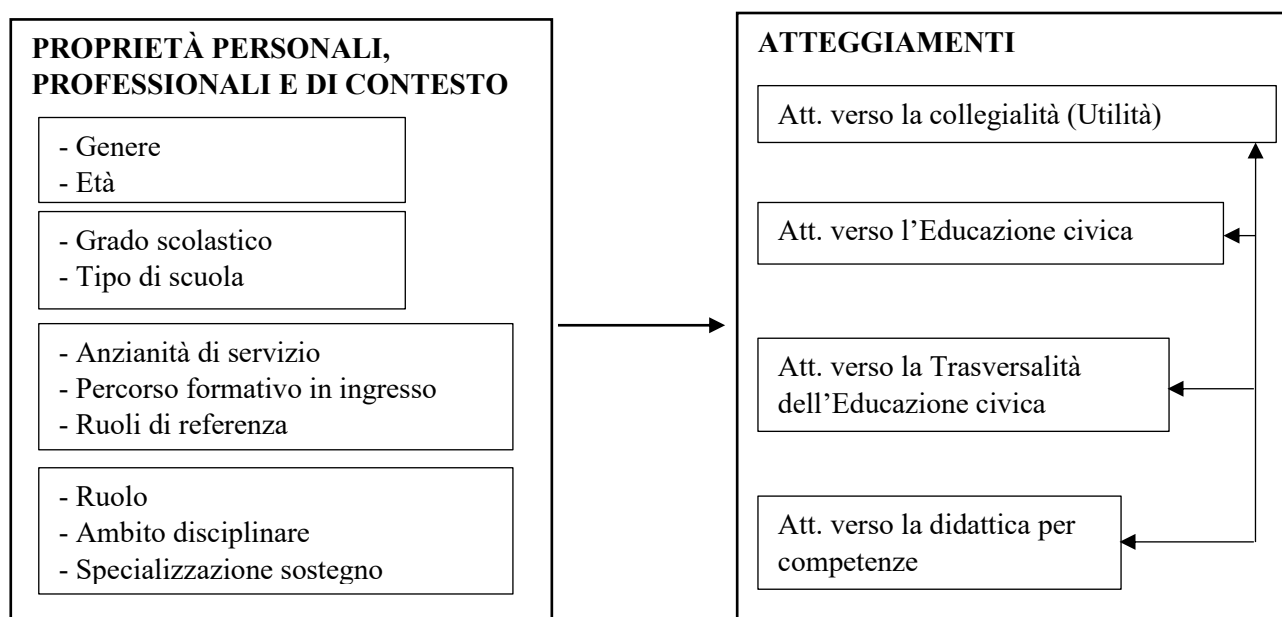 PROPRIETÀ PERSONALI,
PROFESSIONALI E DI CONTESTO
- Genere
- Età
- Grado scolastico
- Tipo di scuola
- Anzianità di servizio
- Percorso formativo in ingresso
- Ruoli di referenza
- Ruolo
- Ambito disciplinare
- Specializzazione sostegno
ATTEGGIAMENTI
Att. verso la collegialità (Utilità)
Att. verso l’Educazione civica
Att. verso la Trasversalità
dell’Educazione civica
Att. verso la didattica per
competenze